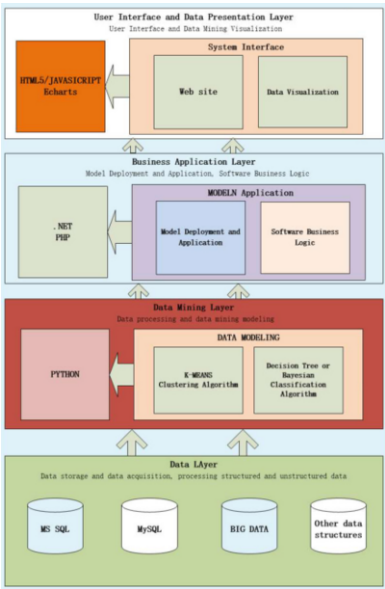 User Interface and Data Presentation Layer
User Interface and Data Mining Visualization
System Interface
HTML5/JAVASICRIPT
Echarts
Web site
Data Visualization
Business Application Layer
Model Deployment and Application, Software Business Logic
MODELN Application
.NET
PHP
Model Deployment and
Application
Software Business
Logic
Data Mining Layer
Data processing and data mining modeling
DATA MODELING
PYTHON
K-MEANS
Clustering Algorithm
Decision Tree or
Bayesian
Classification
Algorithm
Data LAyer
Data storage and data acquisition, processing structured and unstructured data
MS SQL
MySQL
BIG DATA
Other data
structures